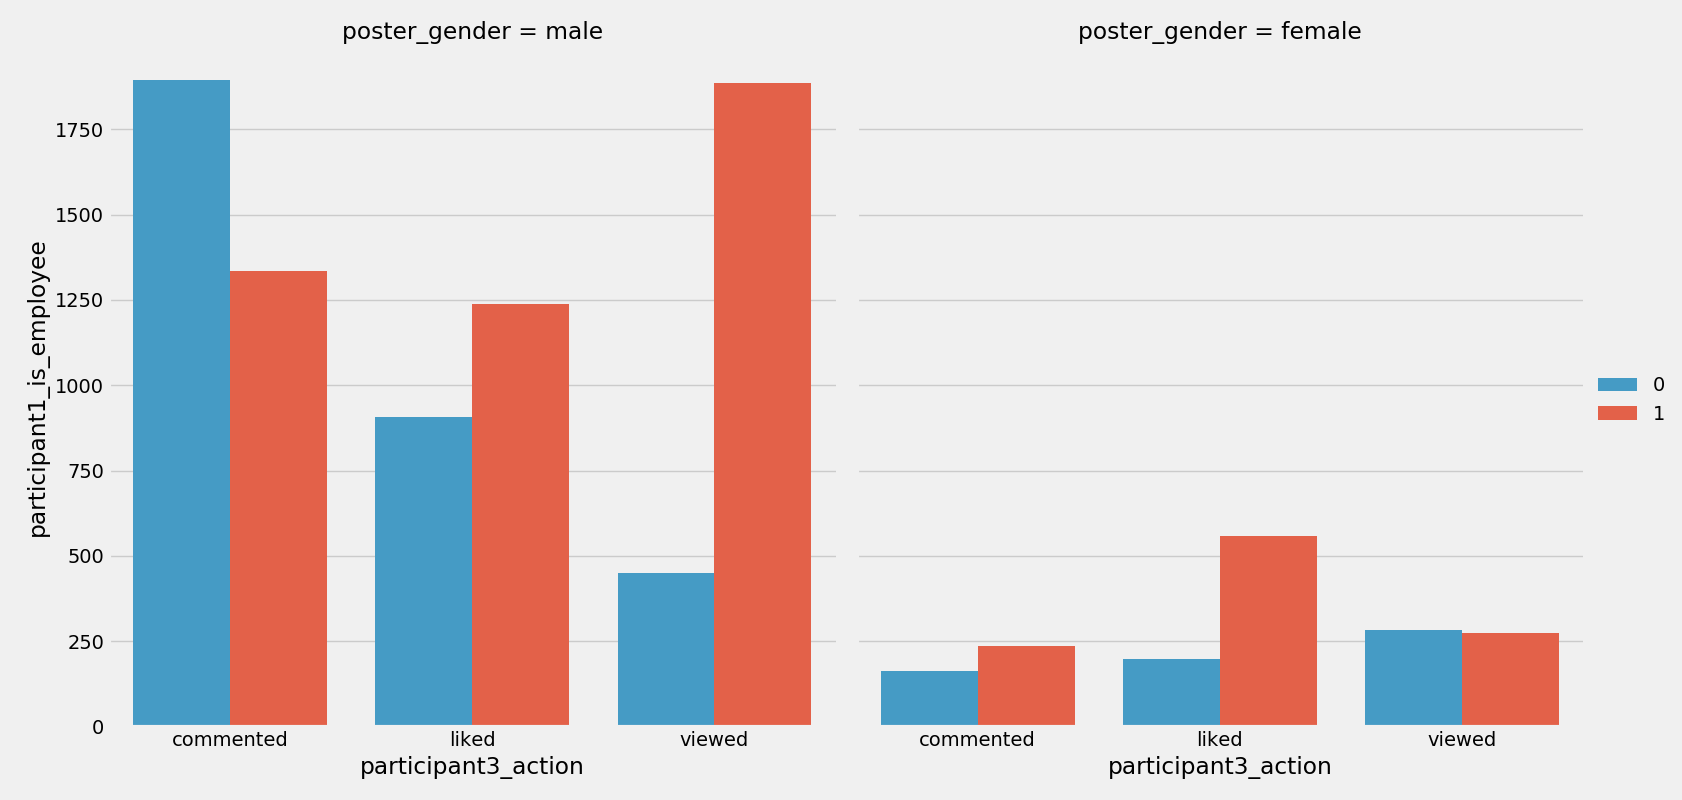 poster_gender = male
poster_gender = female
participant1_is_employee
1750
1500
1250
1000
750
500
250
0
commented
liked
viewed
participant3_action
commented
liked
viewed
participant3_action
0
1